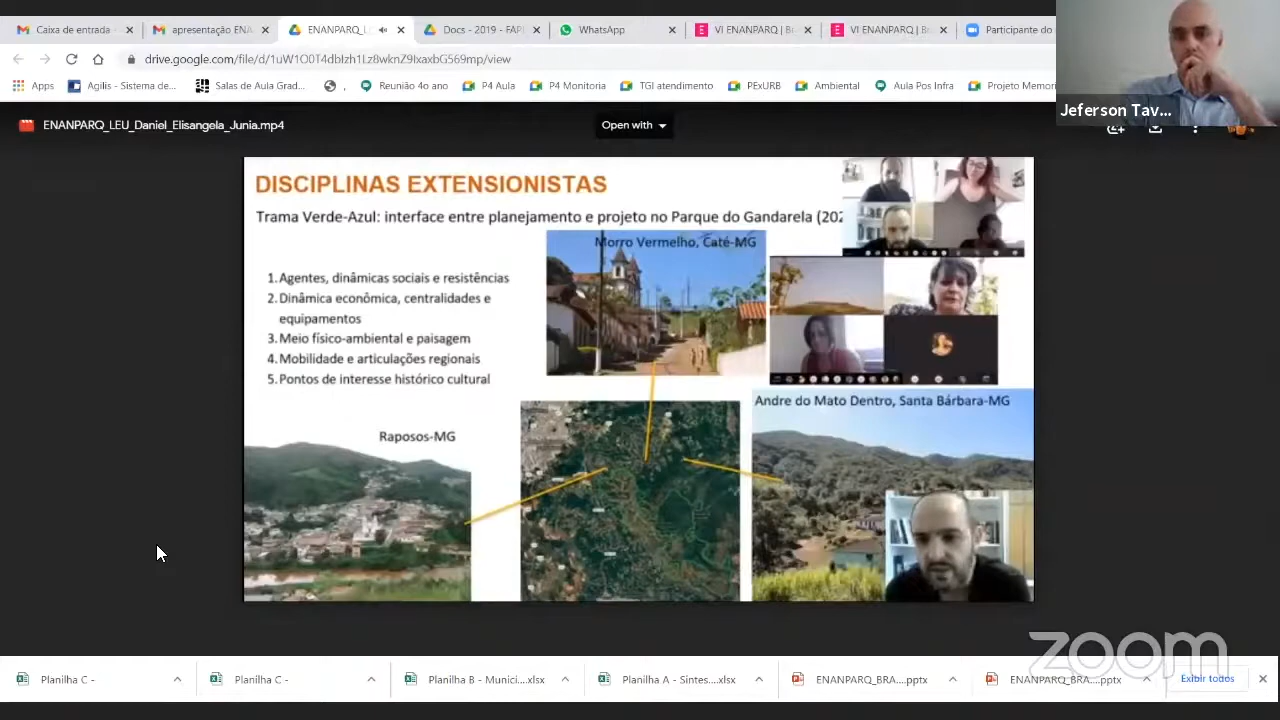 Caixa de entrada -
apresentação ENA
ENANPARQ_L
Docs - 2019 - FAPI
WhatsApp
VI ENANPARQ | B
VI ENANPARQ | B
Participante do
drive.google.com/file/d/1uW1O0T4dbIzh1Lz8wknZ9IxaxbG569mp/view
Apps
Agilis - Sistema de...
Salas de Aula Grad...
Reunião 4o ano
P4 Aula
P4 Monitoria
TGI atendimento
PExURB
Ambiental
Aula Pos Infra
Projeto Memor
Jeferson Tav...
ENANPARQ_LEU_Daniel_Elisangela_Junia.mp4
Open with
DISCIPLINAS EXTENSIONISTAS
Trama Verde-Azul: interface entre planejamento e projeto no Parque do Gandarela (202
Morro Vermelho, Caté-MG
1. Agentes, dinâmicas sociais e resistências
2. Dinâmica econômica, centralidades e
equipamentos
3. Meio físico-ambiental e paisagem
4. Mobilidade e articulações regionais
5. Pontos de interesse histórico cultural
Andre do Mato Dentro, Santa Bárbara-MG
Raposos-MG
zoom
Planilha C -
Planilha C -
Planilha B - Munici....xlsx
Planilha A - Sintes....xlsx
ENANPARQ_BRA....pptx
ENANPARQ_BRA....pptx
Exibir todos